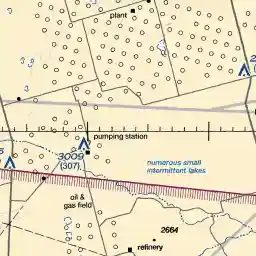 plant
pumping station
3009
(307)
numerous small
intermittent lakes
oil &
gas field
2664
refinery